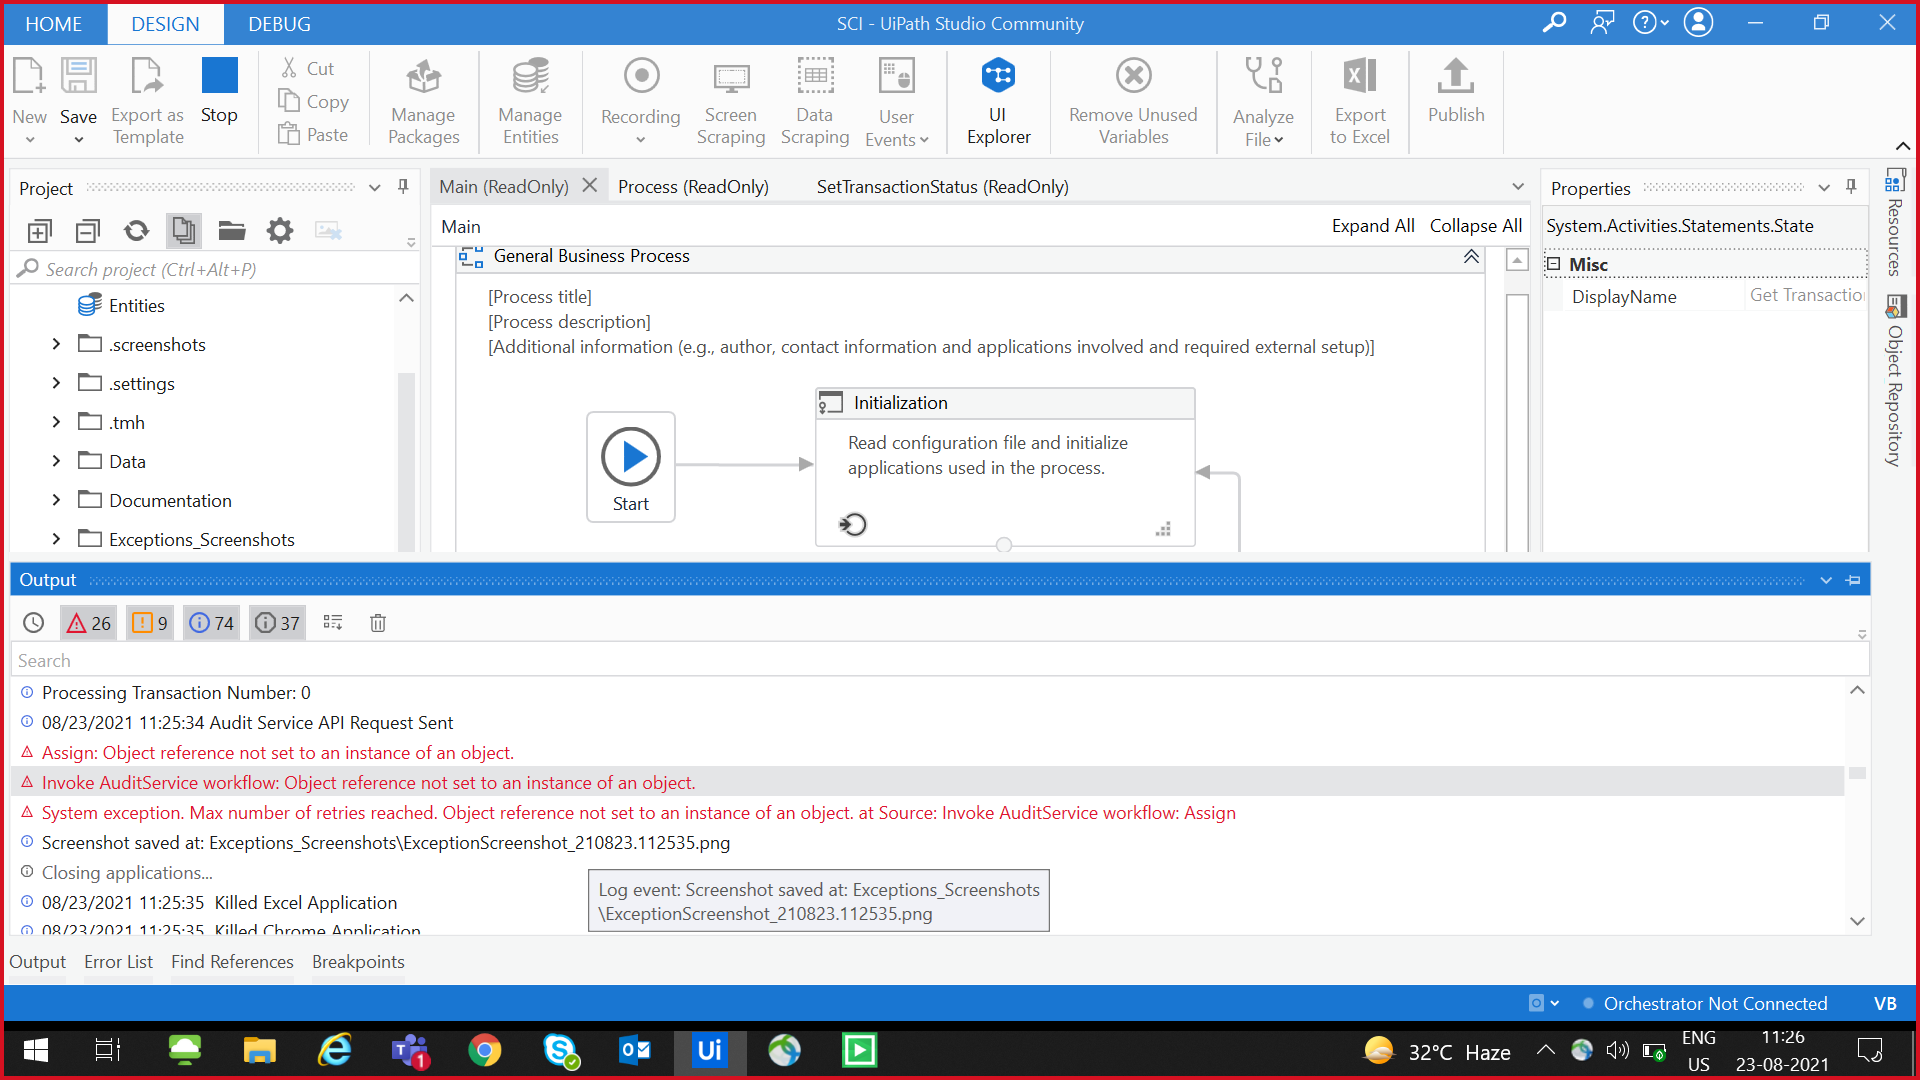 HOME DESIGN DEBUG SCI - UiPath Studio Community
New Save Export as Template Stop Cut Copy Paste Manage Packages Manage Entities Recording Screen Scraping Data Scraping User Events UI Explorer Remove Unused Variables Analyze File Export to Excel Publish
Project
Search project (Ctrl+Alt+P)
Entities
.screenshots
.settings
.tmh
Data
Documentation
Exceptions_Screenshots
Main (ReadOnly) Process (ReadOnly) SetTransactionStatus (ReadOnly)
Main Expand All Collapse All
General Business Process
[Process title]
[Process description]
[Additional information (e.g., author, contact information and applications involved and required external setup)]
Start
Initialization
Read configuration file and initialize
applications used in the process.
Properties
System.Activities.Statements.State
Misc
DisplayName Get Transactio
Resources
Object Repository
Output
26 9 74 37
Search
Processing Transaction Number: 0
08/23/2021 11:25:34 Audit Service API Request Sent
Assign: Object reference not set to an instance of an object.
Invoke AuditService workflow: Object reference not set to an instance of an object.
System exception. Max number of retries reached. Object reference not set to an instance of an object. at Source: Invoke AuditService workflow: Assign
Screenshot saved at: Exceptions_Screenshots\ExceptionScreenshot_210823.112535.png
Closing applications...
08/23/2021 11:25:35 Killed Excel Application
08/23/2021 11:25:35 Killed Chrome Application
Log event: Screenshot saved at: Exceptions_Screenshots
\ExceptionScreenshot_210823.112535.png
Output Error List Find References Breakpoints
Orchestrator Not Connected VB
1 Ui 32°C Haze ENG US 11:26 23-08-2021